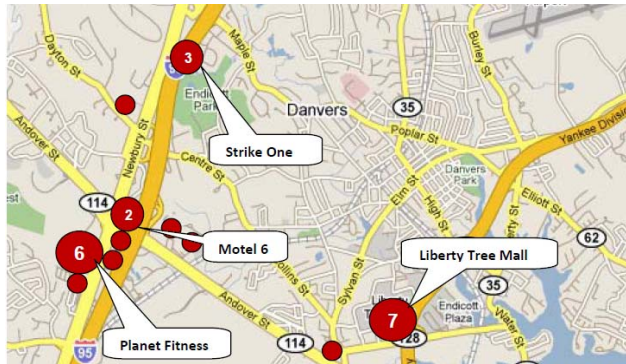 Dayton St
Maple St
Burley St
3
Endicott
Park
Danvers
35
Newbury St
Strike One
Poplar St
Yankee Division
Andover St
Centre St
Elm St
Danvers
Park
114
2
High St
Elliott St
6
Motel 6
Liberty Tree Mall
62
Collins St
Sylvan St
35
Andover St
7
Endicott
Plaza
Water St
Planet Fitness
114
128
95